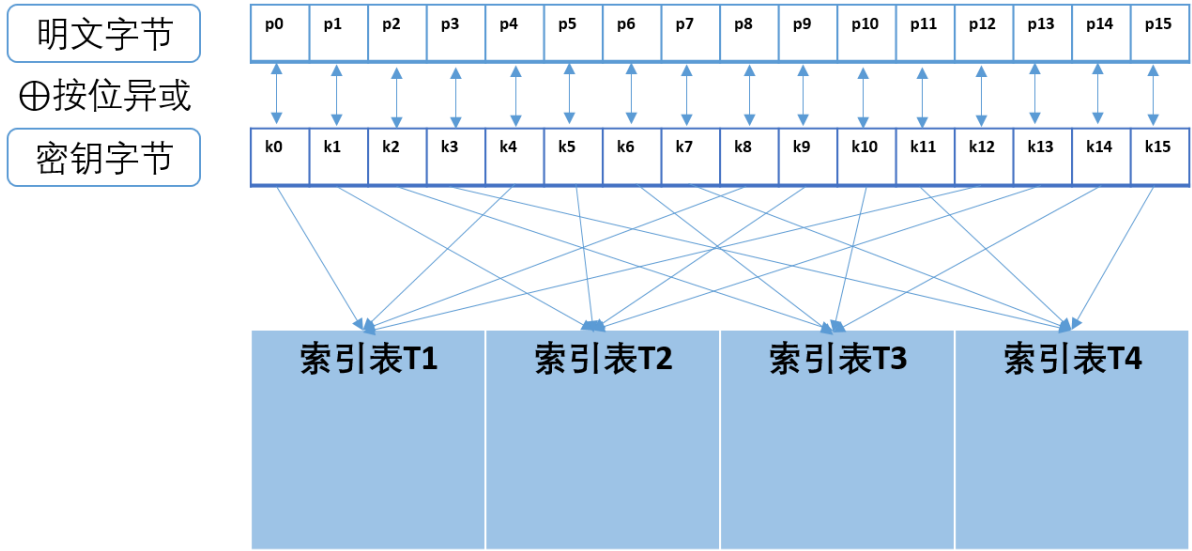 明文字节 p0 p1 p2 p3 p4 p5 p6 p7 p8 p9 p10 p11 p12 p13 p14 p15
⊕按位异或
密钥字节 k0 k1 k2 k3 k4 k5 k6 k7 k8 k9 k10 k11 k12 k13 k14 k15
索引表T1 索引表T2 索引表T3 索引表T4